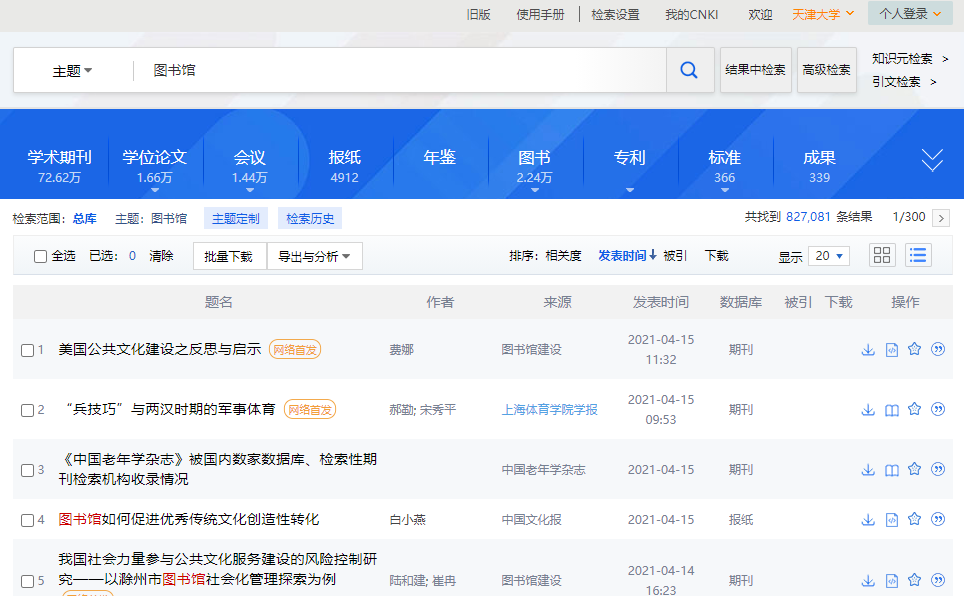 旧版 使用手册 检索设置 我的CNKI 欢迎 天津大学 个人登录
主题 图书馆 结果中检索 高级检索 知识元检索 >
引文检索 >
学术期刊 学位论文 会议 报纸 年鉴 图书 专利 标准 成果
72.62万 1.66万 1.44万 4912 2.24万 366 339
检索范围：总库 主题：图书馆 主题定制 检索历史 共找到 827,081 条结果 1/300 >
全选 已选：0 清除 批量下载 导出与分析 排序：相关度 发表时间↓ 被引 下载 显示 20
题名 作者 来源 发表时间 数据库 被引 下载 操作
1 美国公共文化建设之反思与启示 网络首发 费娜 图书馆建设 2021-04-15 11:32 期刊
2 “兵技巧”与两汉时期的军事体育 网络首发 郝勤; 宋秀平 上海体育学院学报 2021-04-15 09:53 期刊
3 《中国老年学杂志》被国内数家数据库、检索性期
刊检索机构收录情况 中国老年学杂志 2021-04-15 期刊
4 图书馆如何促进优秀传统文化创造性转化 白小燕 中国文化报 2021-04-15 报纸
5 我国社会力量参与公共文化服务建设的风险控制研
究——以滁州市图书馆社会化管理探索为例 陆和建; 崔冉 图书馆建设 2021-04-14 16:23 期刊